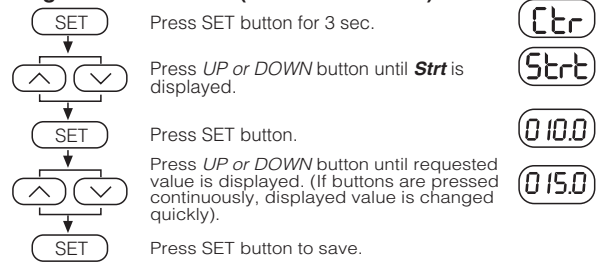 SET Press SET button for 3 sec. Ctr
Press UP or DOWN button until Strt is Strt
displayed.
SET Press SET button. 010.0
Press UP or DOWN button until requested
value is displayed. (If buttons are pressed 015.0
continuously, displayed value is changed
quickly).
SET Press SET button to save.